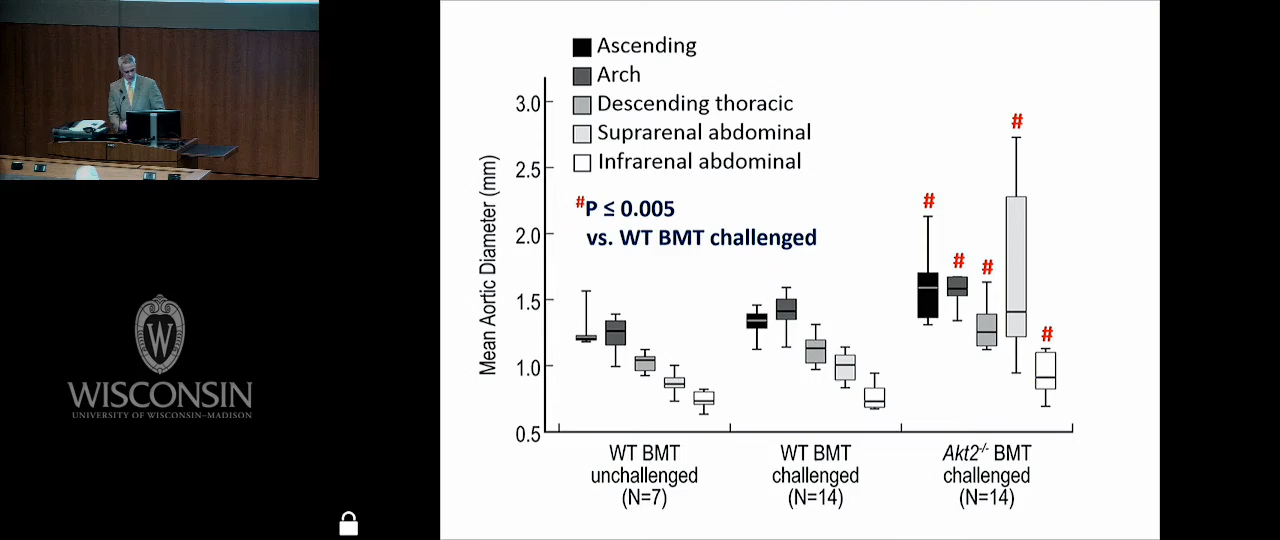 Ascending
Arch
Descending thoracic
Suprarenal abdominal
Infrarenal abdominal
#P ≤ 0.005
vs. WT BMT challenged
Mean Aortic Diameter (mm)
3.0
2.5
2.0
1.5
1.0
0.5
#
#
#
#
#
WT BMT
unchallenged
(N=7)
WT BMT
challenged
(N=14)
Akt2-/- BMT
challenged
(N=14)
W
WISCONSIN
UNIVERSITY OF WISCONSIN–MADISON